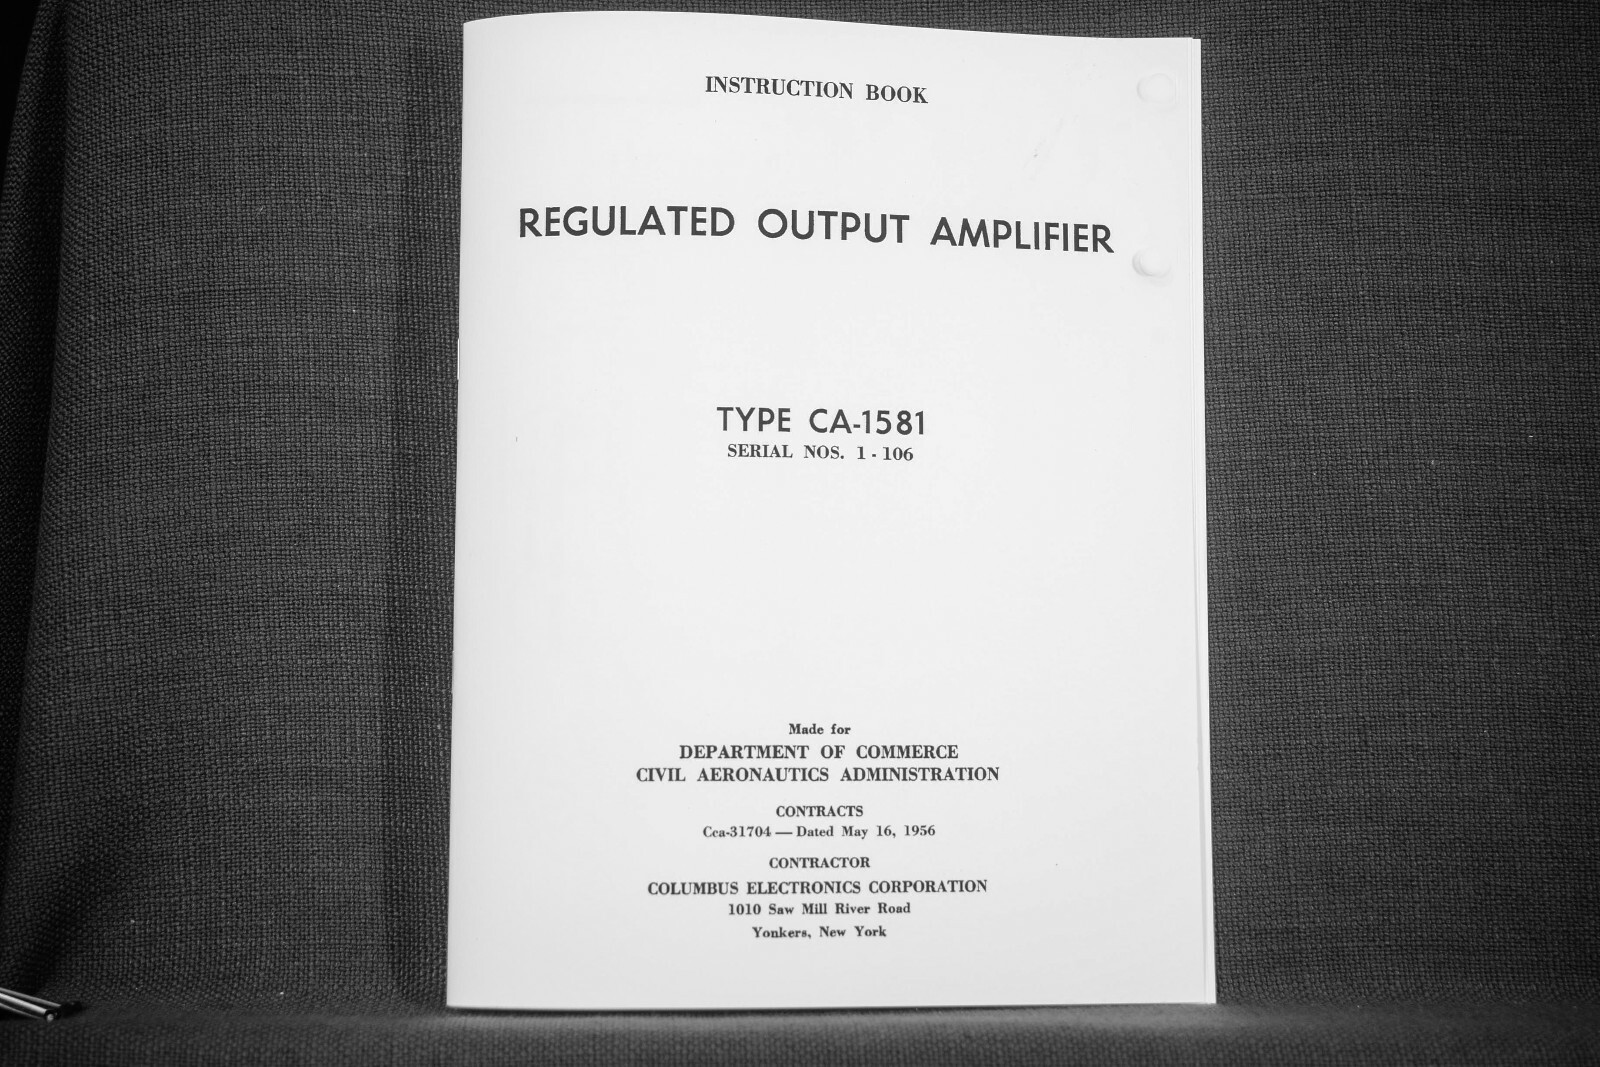 INSTRUCTION BOOK
REGULATED OUTPUT AMPLIFIER
TYPE CA-1581
SERIAL NOS. 1 - 106
Made for
DEPARTMENT OF COMMERCE
CIVIL AERONAUTICS ADMINISTRATION
CONTRACTS
Cca-31704 — Dated May 16, 1956
CONTRACTOR
COLUMBUS ELECTRONICS CORPORATION
1010 Saw Mill River Road
Yonkers, New York